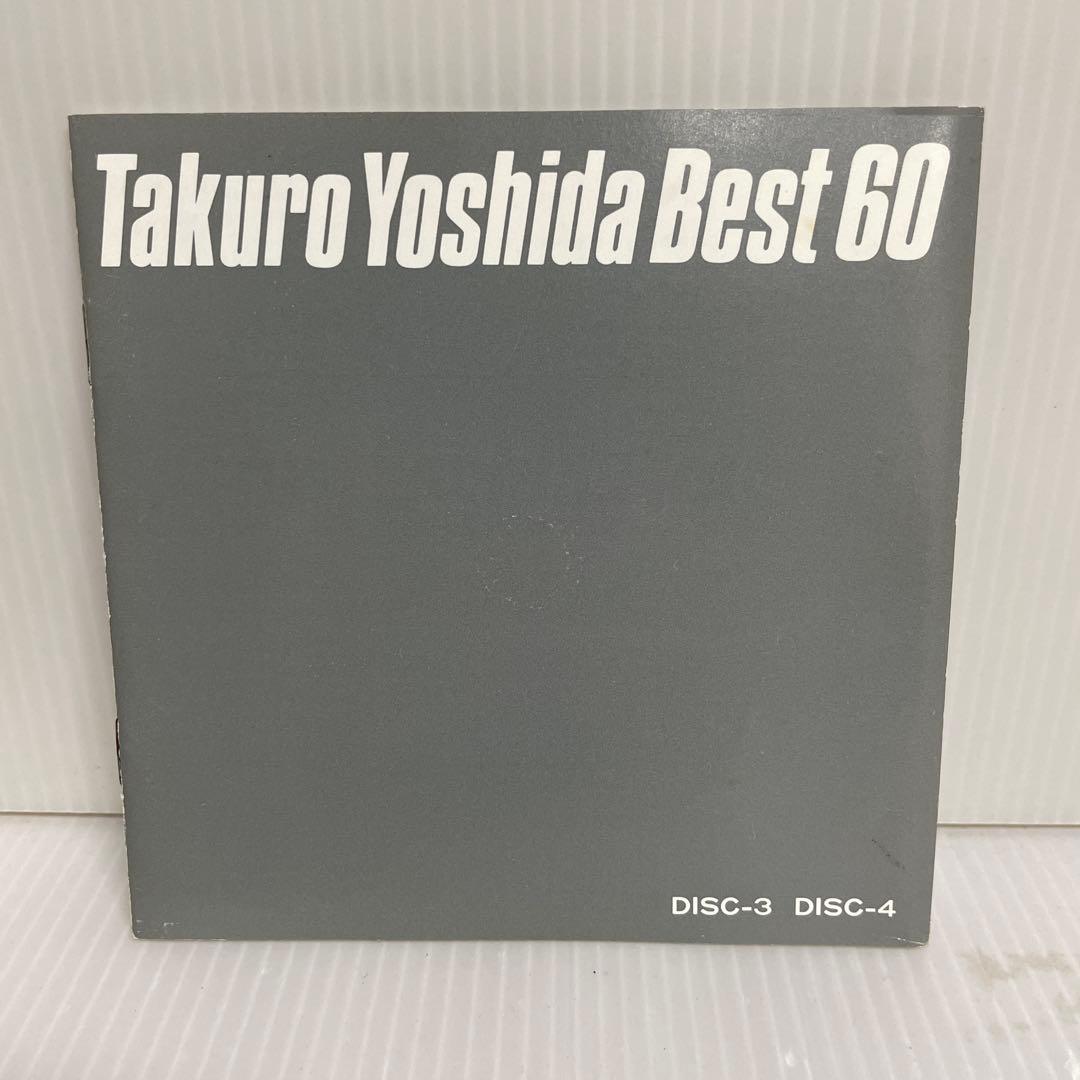 Takuro Yoshida Best 60
DISC-3 DISC-4